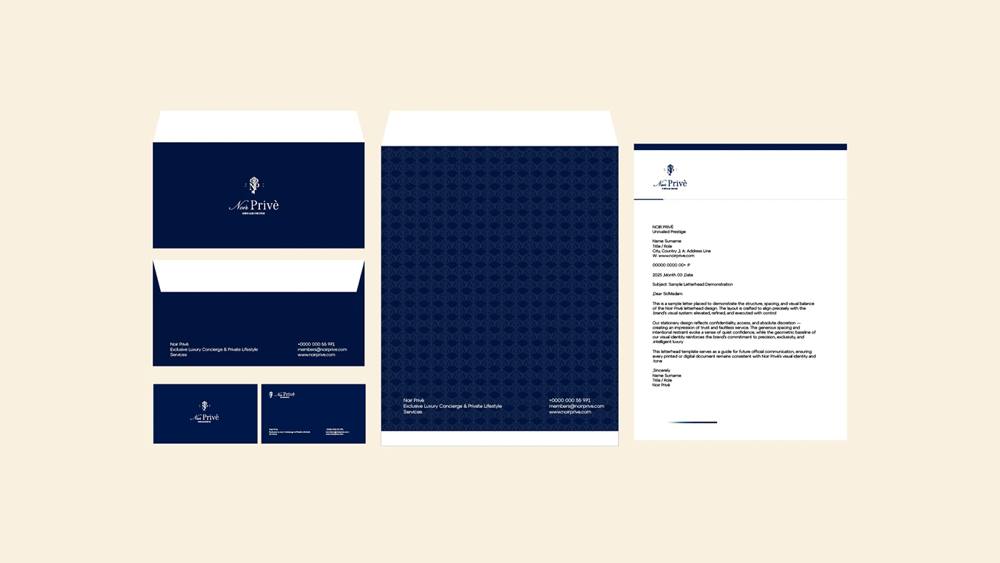 Noir Privè
Noir Privè
Exclusive Luxury Concierge & Private Lifestyle
Services
+0000 000 55 991
members@noirprive.com
www.noirprive.com
Noir Privè
Noir Privè
Noir Privè
Exclusive Luxury Concierge & Private Lifestyle
Services
+0000 000 55 991
members@noirprive.com
www.noirprive.com
Noir Privè
NOIR PRIVÈ
Unrivaled Prestige
Name Surname
Title / Role
City, Country ,]: A: Address Line
W: www.noirprive.com
00000 0000 00+ :P
2025 ,Month 00 ,Date
Subject: Sample Letterhead Demonstration
,Dear Sir/Madam
This is a sample letter placed to demonstrate the structure, spacing, and visual balance
of the Noir Privè letterhead design. The layout is crafted to align precisely with the
.brand's visual system: elevated, refined, and executed with control
Our stationery design reflects confidentiality, access, and absolute discretion —
creating an impression of trust and faultless service. The generous spacing and
intentional restraint evoke a sense of quiet confidence, while the geometric baseline of
our visual identity reinforces the brand's commitment to precision, exclusivity, and
.intelligent luxury
This letterhead template serves as a guide for future official communication, ensuring
every printed or digital document remains consistent with Noir Privè's visual identity and
.tone
,Sincerely
Name Surname
Title / Role
Noir Privè